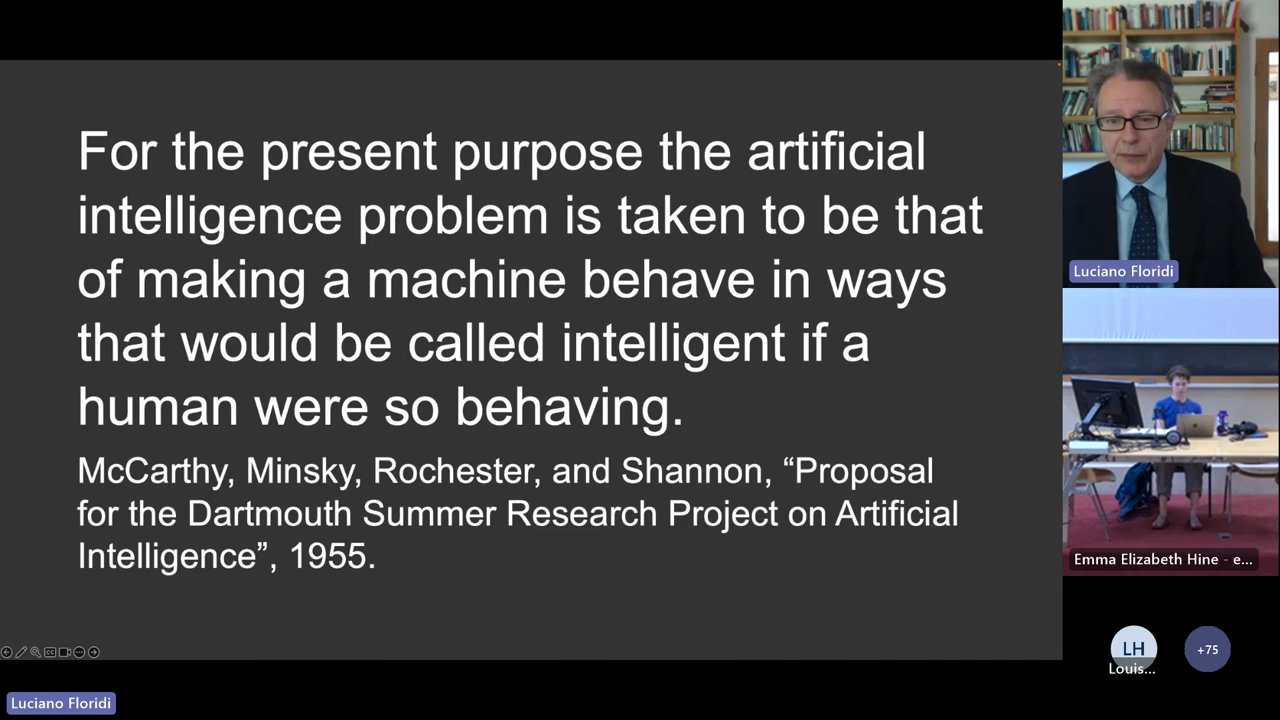 For the present purpose the artificial
intelligence problem is taken to be that
of making a machine behave in ways
that would be called intelligent if a
human were so behaving.
McCarthy, Minsky, Rochester, and Shannon, “Proposal
for the Dartmouth Summer Research Project on Artificial
Intelligence”, 1955.
Luciano Floridi
Emma Elizabeth Hine - e...
LH
Louis...
+75
Luciano Floridi